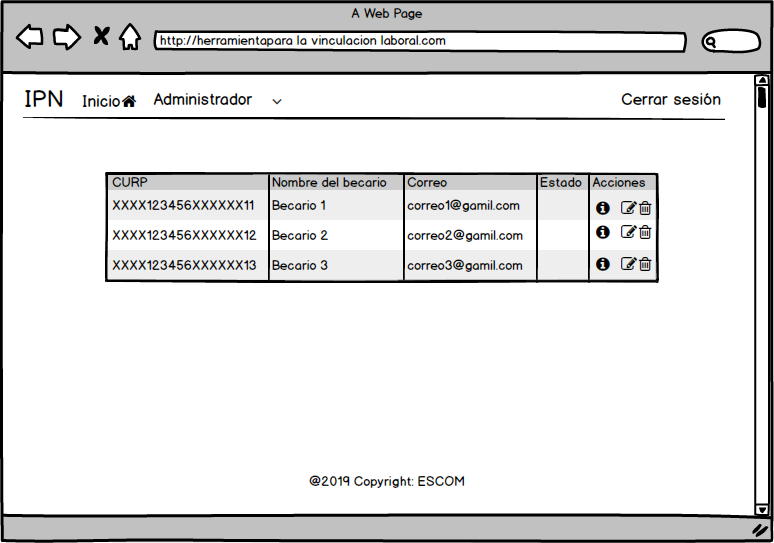 A Web Page
http://herramientapara la vinculacion laboral.com
IPN Inicio Administrador Cerrar sesión
CURP Nombre del becario Correo Estado Acciones
XXXX123456XXXXXX11 Becario 1 correo1@gamil.com
XXXX123456XXXXXX12 Becario 2 correo2@gamil.com
XXXX123456XXXXXX13 Becario 3 correo3@gamil.com
@2019 Copyright: ESCOM